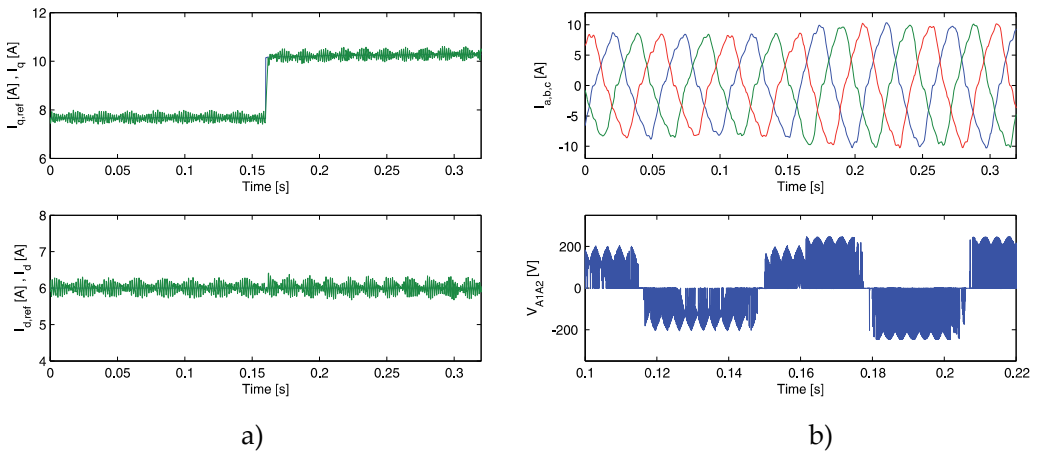 I_q,ref [A] , I_q [A]
12
10
8
6
0 0.05 0.1 0.15 0.2 0.25 0.3
Time [s]
I_d,ref [A] , I_d [A]
8
7
6
5
4
0 0.05 0.1 0.15 0.2 0.25 0.3
Time [s]
a)
I_a,b,c [A]
10
5
0
-5
-10
0 0.05 0.1 0.15 0.2 0.25 0.3
Time [s]
V_A1A2 [V]
200
0
-200
0.1 0.12 0.14 0.16 0.18 0.2 0.22
Time [s]
b)